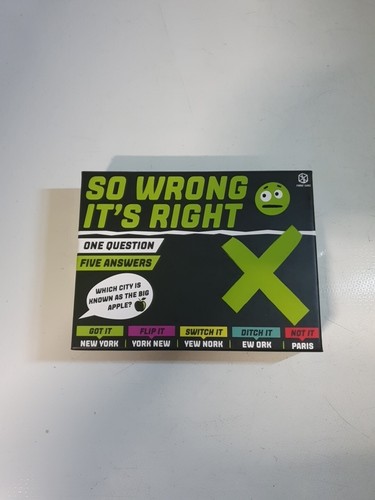 SO WRONG
IT'S RIGHT
ONE QUESTION
FIVE ANSWERS
WHICH CITY IS
KNOWN AS THE BIG
APPLE?
GOT IT FLIP IT SWITCH IT DITCH IT NOT IT
NEW YORK YORK NEW YEW NORK EW ORK PARIS